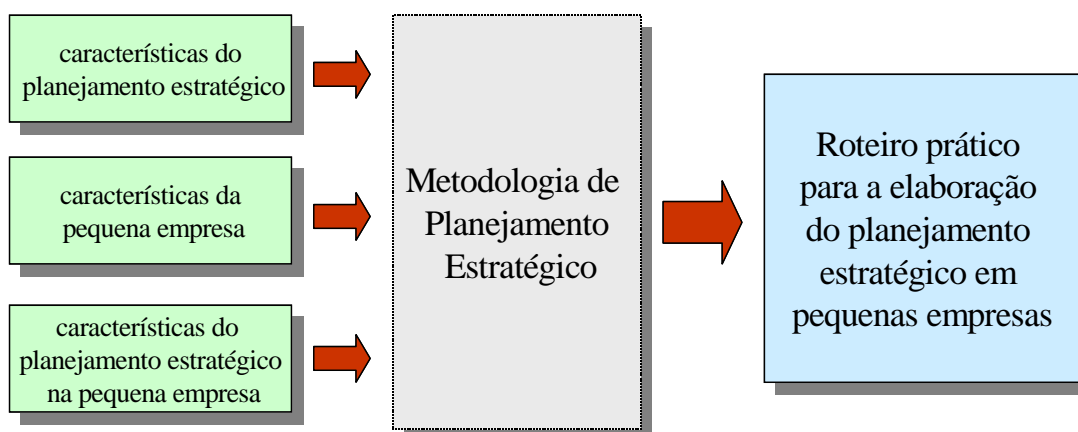 características do
planejamento estratégico
características da
pequena empresa
características do
planejamento estratégico
na pequena empresa
Metodologia de
Planejamento
Estratégico
Roteiro prático
para a elaboração
do planejamento
estratégico em
pequenas empresas